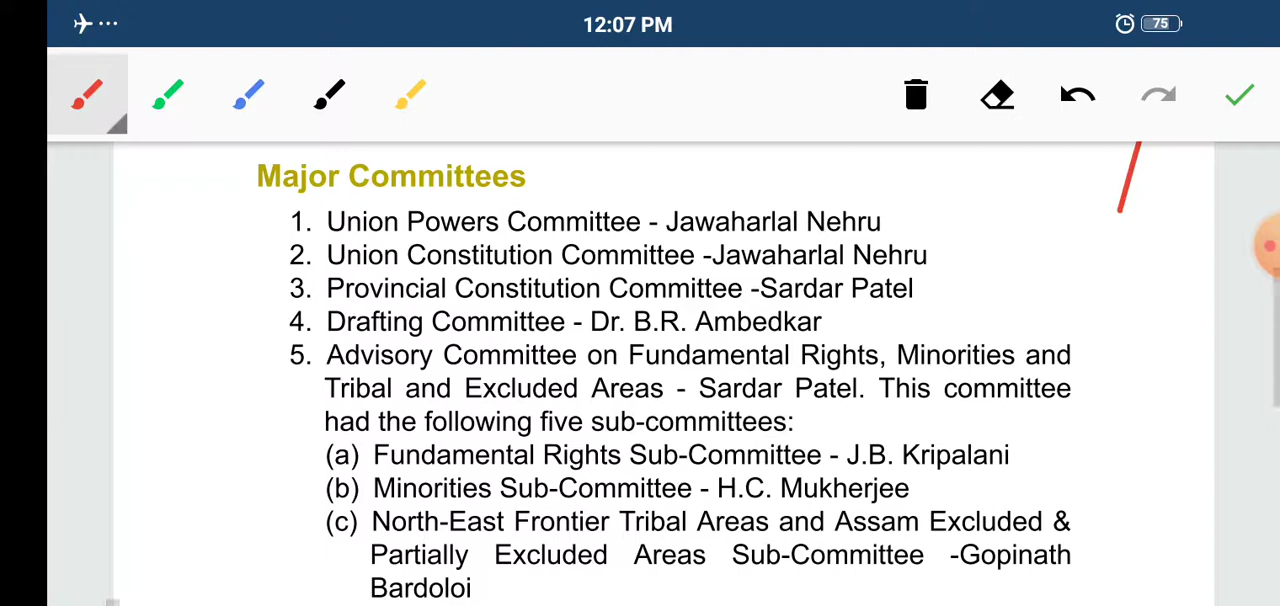 12:07 PM
75
Major Committees
1. Union Powers Committee - Jawaharlal Nehru
2. Union Constitution Committee -Jawaharlal Nehru
3. Provincial Constitution Committee -Sardar Patel
4. Drafting Committee - Dr. B.R. Ambedkar
5. Advisory Committee on Fundamental Rights, Minorities and
Tribal and Excluded Areas - Sardar Patel. This committee
had the following five sub-committees:
(a) Fundamental Rights Sub-Committee - J.B. Kripalani
(b) Minorities Sub-Committee - H.C. Mukherjee
(c) North-East Frontier Tribal Areas and Assam Excluded &
Partially Excluded Areas Sub-Committee -Gopinath
Bardoloi